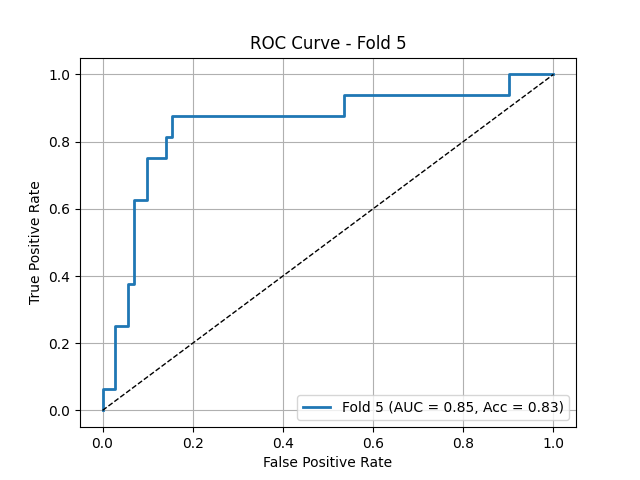 ROC Curve - Fold 5
1.0
0.8
0.6
0.4
0.2
0.0
True Positive Rate
Fold 5 (AUC = 0.85, Acc = 0.83)
0.0 0.2 0.4 0.6 0.8 1.0
False Positive Rate